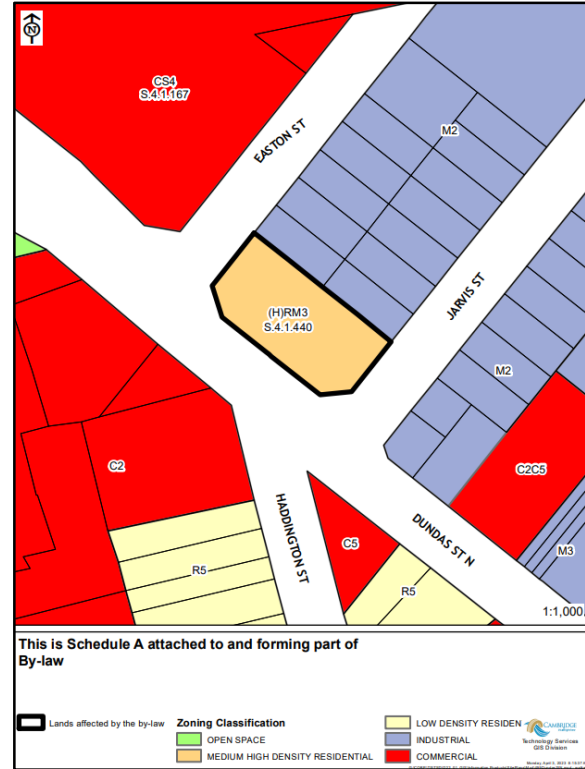 N
CS4
S.4.1.167
EASTON ST
M2
(H)RM3
S.4.1.440
JARVIS ST
M2
C2
C2C5
HADDINGTON ST
DUNDAS ST N
C5
M3
R5
R5
1:1,000
This is Schedule A attached to and forming part of
By-law
Lands affected by the by-law
Zoning Classification
OPEN SPACE
MEDIUM HIGH DENSITY RESIDENTIAL
LOW DENSITY RESIDEN
INDUSTRIAL
COMMERCIAL
CAMBRIDGE
Technology Services
GIS Division